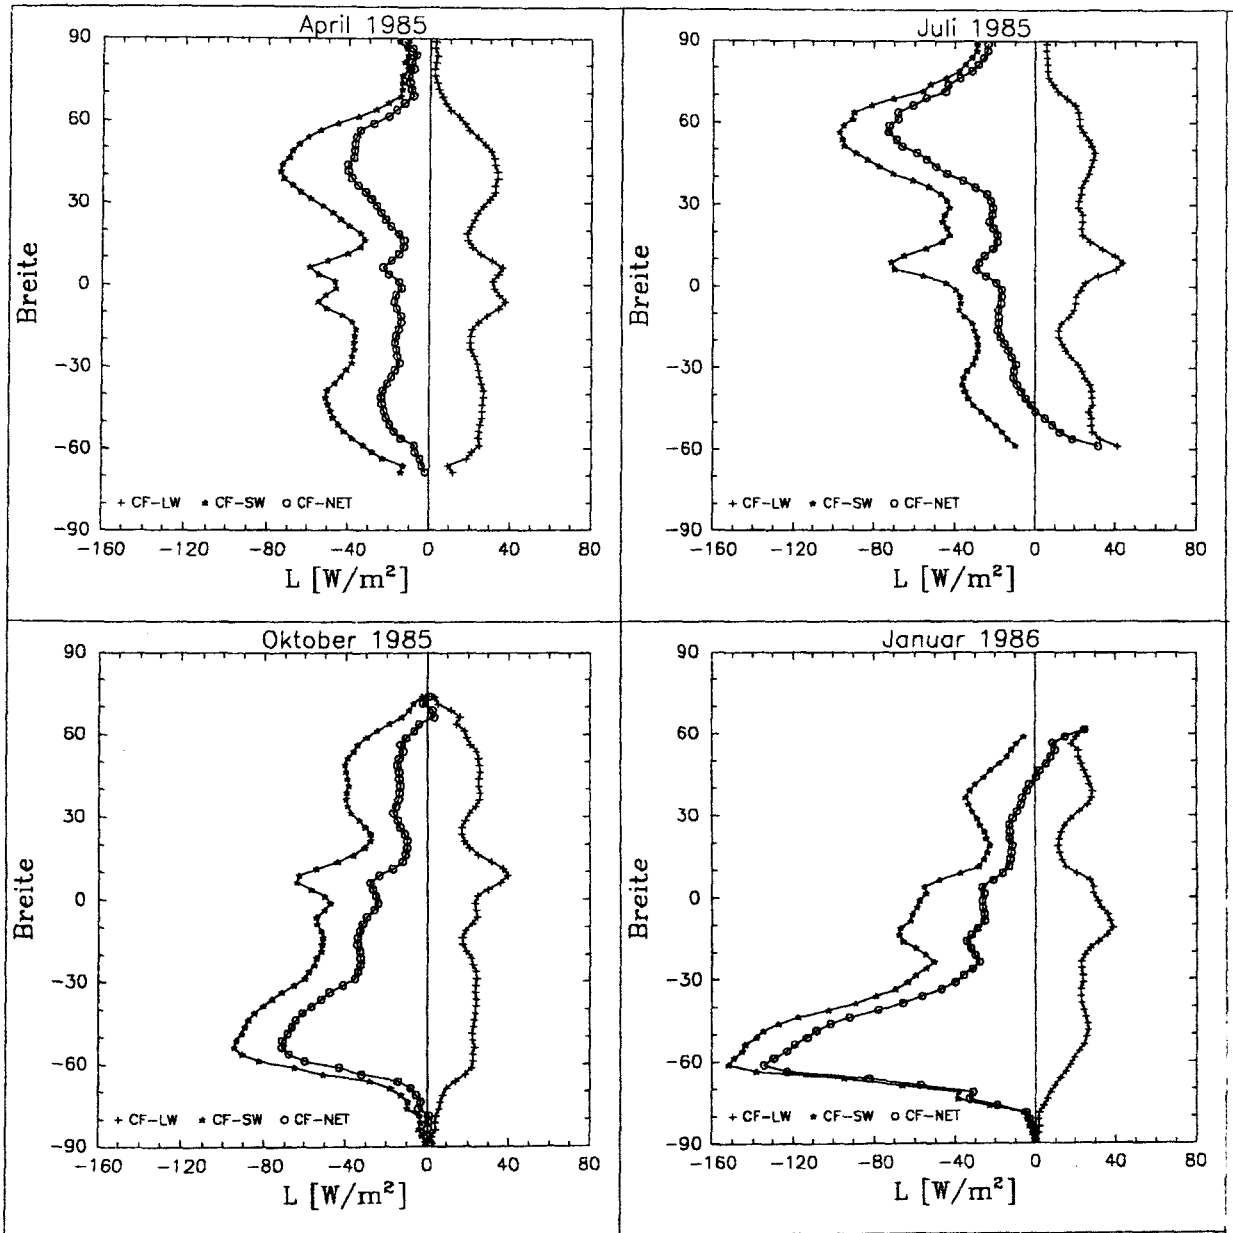 April 1985
90
60
30
0
-30
-60
-90
Breite
+ CF-LW ★ CF-SW o CF-NET
-160 -120 -80 -40 0 40 80
L [W/m²]
Juli 1985
90
60
30
0
-30
-60
-90
Breite
+ CF-LW ★ CF-SW o CF-NET
-160 -120 -80 -40 0 40 80
L [W/m²]
Oktober 1985
90
60
30
0
-30
-60
-90
Breite
+ CF-LW ★ CF-SW o CF-NET
-160 -120 -80 -40 0 40 80
L [W/m²]
Januar 1986
90
60
30
0
-30
-60
-90
Breite
+ CF-LW ★ CF-SW o CF-NET
-160 -120 -80 -40 0 40 80
L [W/m²]